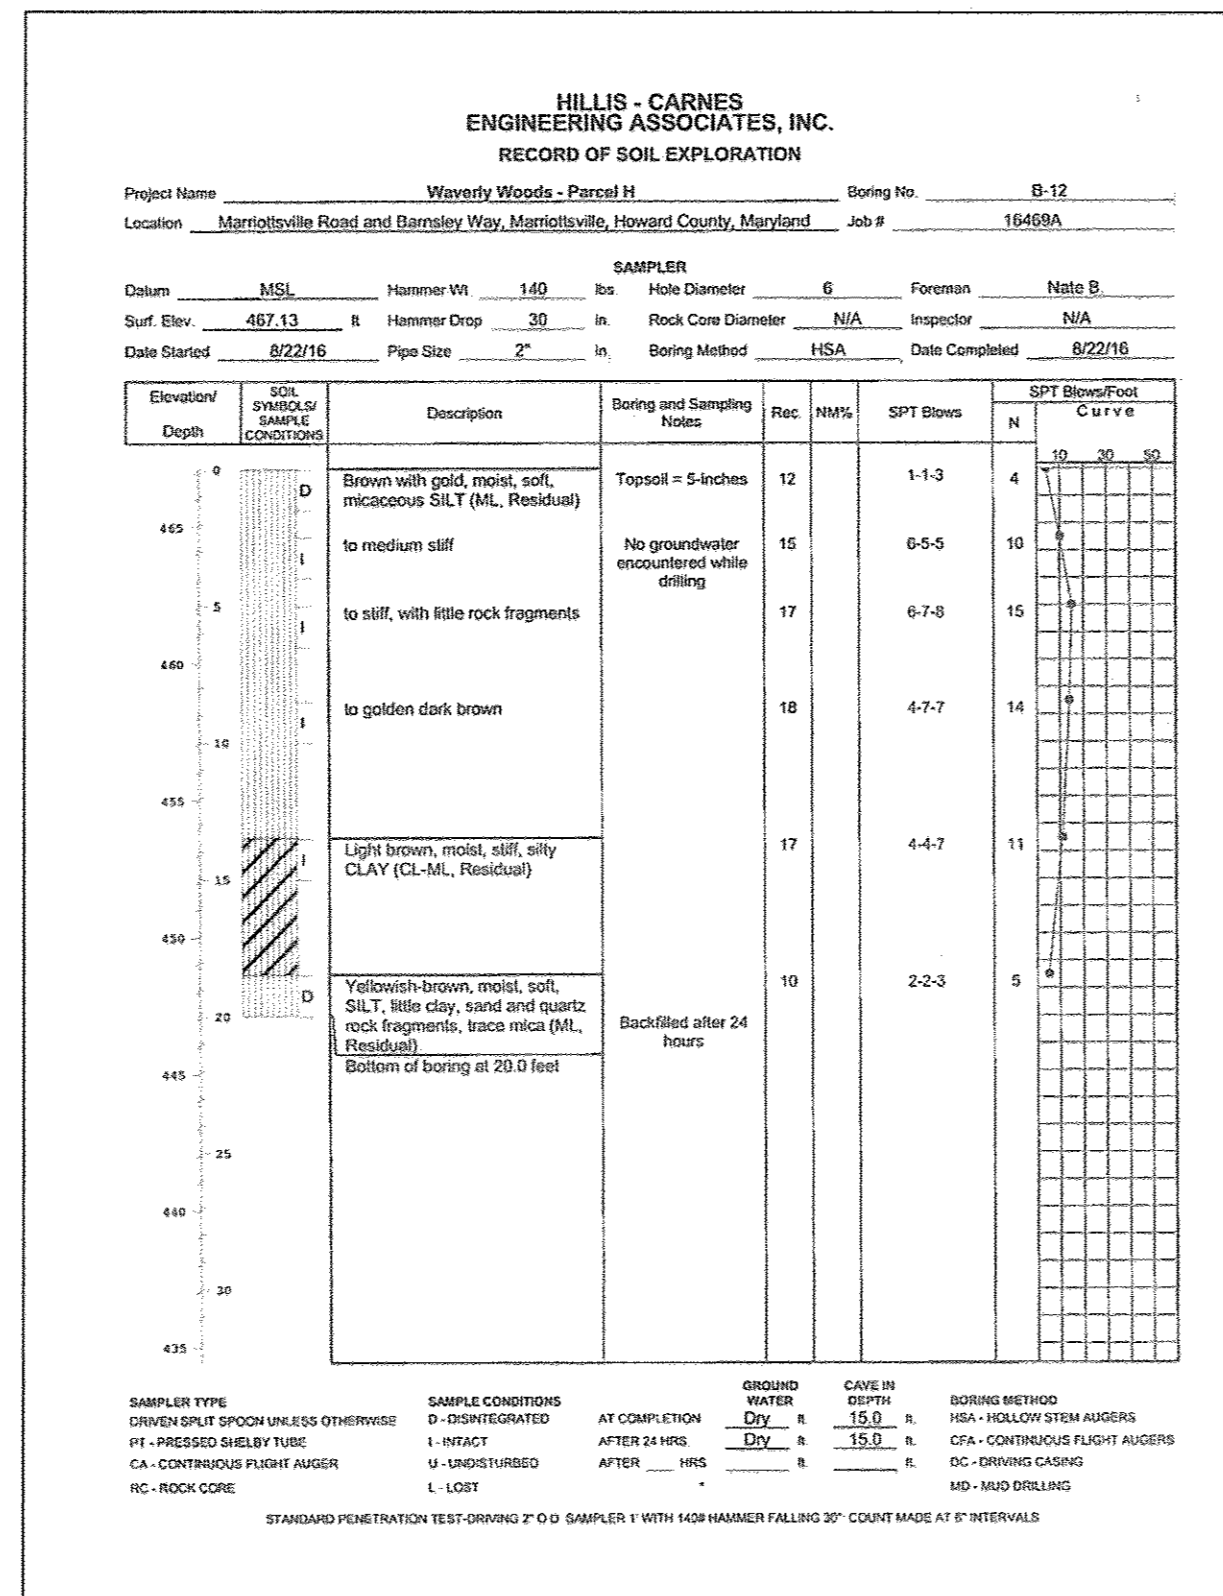 HILLIS - CARNES
ENGINEERING ASSOCIATES, INC.
RECORD OF SOIL EXPLORATION
Project Name Waverly Woods - Parcel H Boring No. B-12
Location Marriottsville Road and Barnsley Way, Marriottsville, Howard County, Maryland Job # 16469A
SAMPLER
Datum MSL Hammer Wt. 140 lbs. Hole Diameter 6 Foreman Nate B.
Surf. Elev. 467.13 ft Hammer Drop 30 in. Rock Core Diameter N/A Inspector N/A
Date Started 8/22/16 Pipe Size 2" in. Boring Method HSA Date Completed 8/22/16
Elevation/ Depth
SOIL SYMBOLS/ SAMPLE CONDITIONS
Description
Boring and Sampling Notes
Rec. NM% SPT Blows
SPT Blows/Foot
N Curve
10 30 50
0 D Brown with gold, moist, soft, Topsoil = 5-inches 12 1-1-3 4
micaceous SILT (ML, Residual)
465
I to medium stiff No groundwater 15 6-5-5 10
encountered while
drilling
5 I to stiff, with little rock fragments 17 6-7-8 15
460
I to golden dark brown 18 4-7-7 14
10
455
I Light brown, moist, stiff, silty 17 4-4-7 11
CLAY (CL-ML, Residual)
15
450
D Yellowish-brown, moist, soft, 10 2-2-3 5
SILT, little clay, sand and quartz
20 rock fragments, trace mica (ML, Backfilled after 24
Residual) hours
Bottom of boring at 20.0 feet
445
25
440
30
435
GROUND WATER CAVE IN DEPTH
SAMPLER TYPE SAMPLE CONDITIONS BORING METHOD
DRIVEN SPLIT SPOON UNLESS OTHERWISE D - DISINTEGRATED AT COMPLETION Dry ft. 15.0 ft. HSA - HOLLOW STEM AUGERS
PT - PRESSED SHELBY TUBE I - INTACT AFTER 24 HRS. Dry ft. 15.0 ft. CFA - CONTINUOUS FLIGHT AUGERS
CA - CONTINUOUS FLIGHT AUGER U - UNDISTURBED AFTER ___ HRS ft. ft. DC - DRIVING CASING
RC - ROCK CORE L - LOST MD - MUD DRILLING
STANDARD PENETRATION TEST-DRIVING 2" O D SAMPLER 1' WITH 140# HAMMER FALLING 30"- COUNT MADE AT 6" INTERVALS